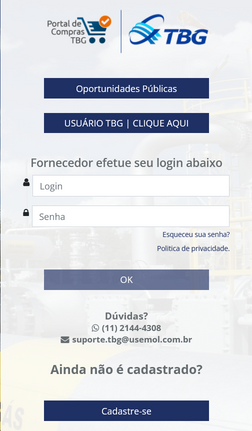 Portal de
Compras
TBG
TBG
Oportunidades Públicas
USUÁRIO TBG | CLIQUE AQUI
Fornecedor efetue seu login abaixo
Login
Senha
Esqueceu sua senha?
Politica de privacidade.
OK
Dúvidas?
(11) 2144-4308
suporte.tbg@usemol.com.br
Ainda não é cadastrado?
Cadastre-se